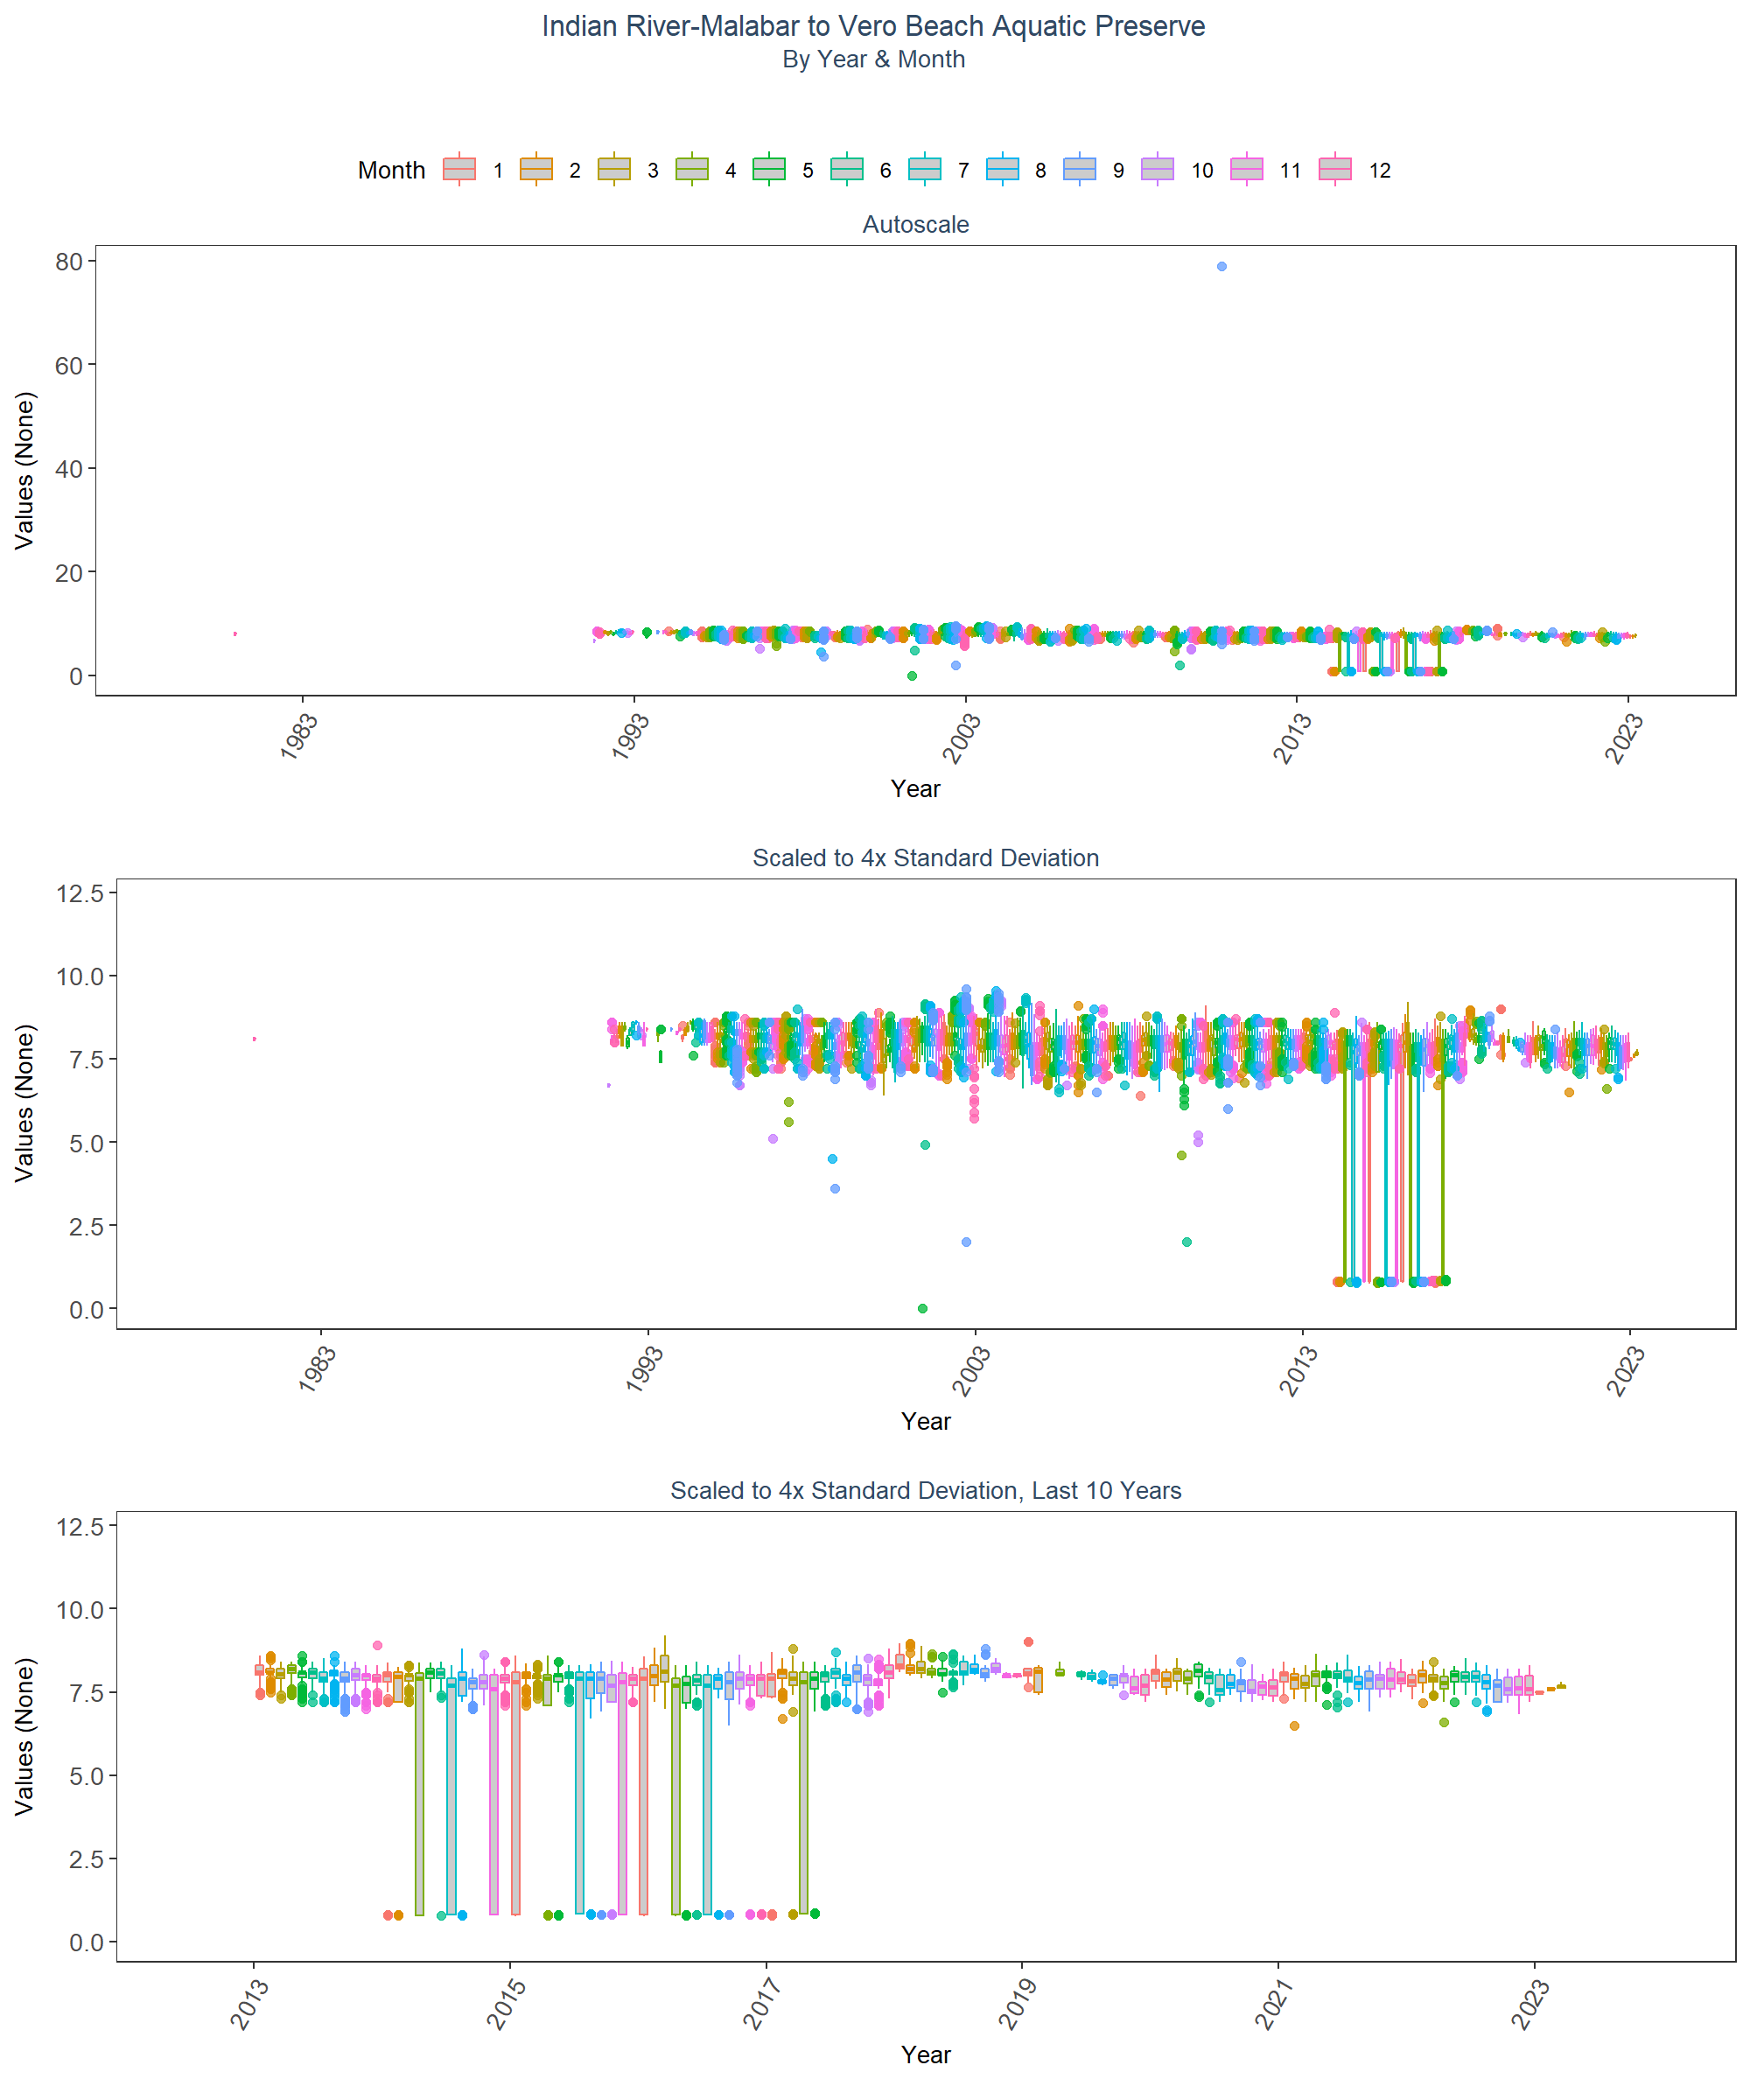 Indian River-Malabar to Vero Beach Aquatic Preserve
By Year & Month
Month 1 2 3 4 5 6 7 8 9 10 11 12
Autoscale
80
60
40
20
0
Values (None)
1983 1993 2003 2013 2023
Year
Scaled to 4x Standard Deviation
12.5
10.0
7.5
5.0
2.5
0.0
Values (None)
1983 1993 2003 2013 2023
Year
Scaled to 4x Standard Deviation, Last 10 Years
12.5
10.0
7.5
5.0
2.5
0.0
Values (None)
2013 2015 2017 2019 2021 2023
Year